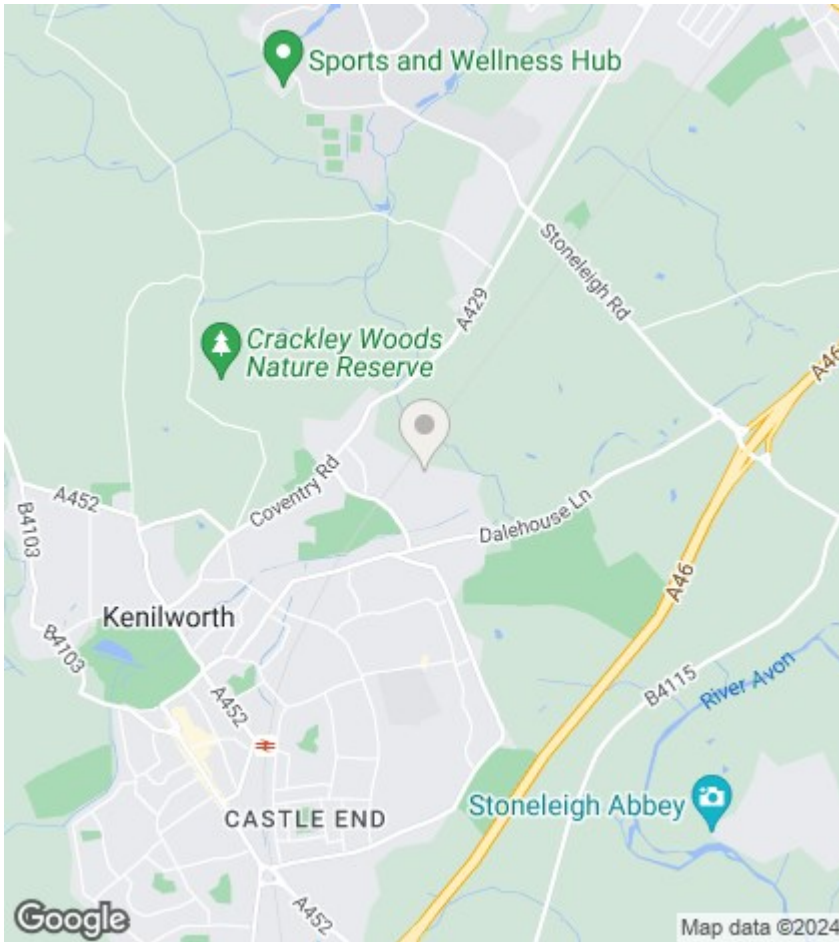 Sports and Wellness Hub
Stoneleigh Rd
A429
Crackley Woods
Nature Reserve
A46
Coventry Rd
A452
B4103
Dalehouse Ln
A46
Kenilworth
B4103
A452
River Avon
B4115
Stoneleigh Abbey
CASTLE END
A452
Google
Map data ©2024